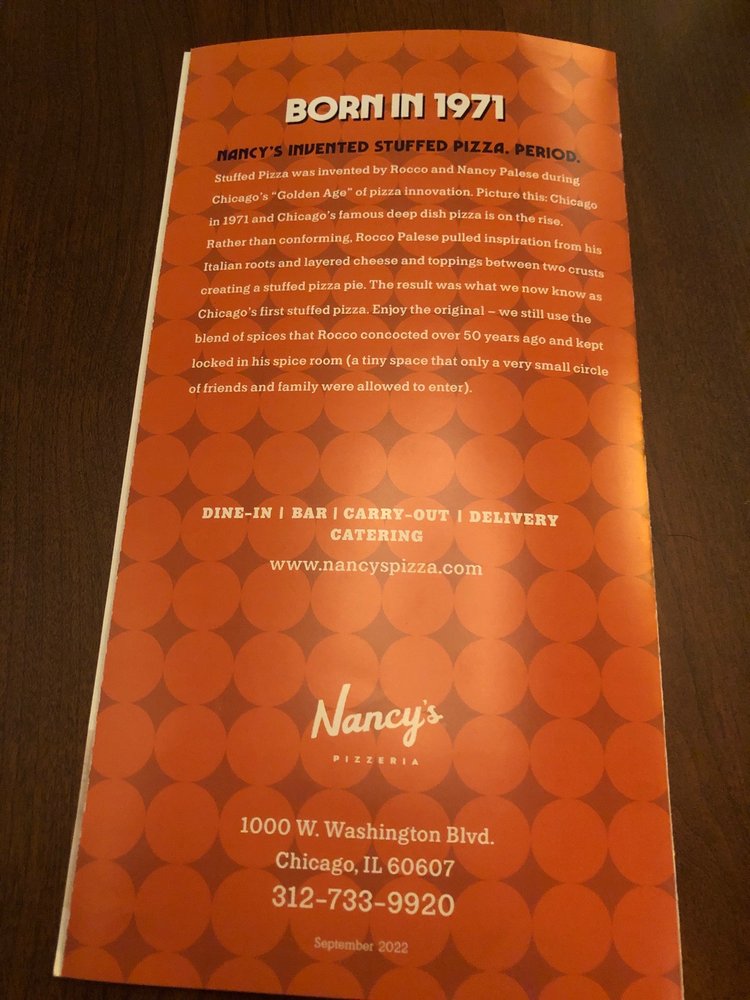 BORN IN 1971
NANCY'S INVENTED STUFFED PIZZA. PERIOD.
Stuffed Pizza was invented by Rocco and Nancy Palese during
Chicago's "Golden Age" of pizza innovation. Picture this: Chicago
in 1971 and Chicago's famous deep dish pizza is on the rise.
Rather than conforming, Rocco Palese pulled inspiration from his
Italian roots and layered cheese and toppings between two crusts
creating a stuffed pizza pie. The result was what we now know as
Chicago's first stuffed pizza. Enjoy the original – we still use the
blend of spices that Rocco concocted over 50 years ago and kept
locked in his spice room (a tiny space that only a very small circle
of friends and family were allowed to enter).
DINE-IN | BAR | CARRY-OUT | DELIVERY
CATERING
www.nancyspizza.com
Nancy's
PIZZERIA
1000 W. Washington Blvd.
Chicago, IL 60607
312-733-9920
September 2022